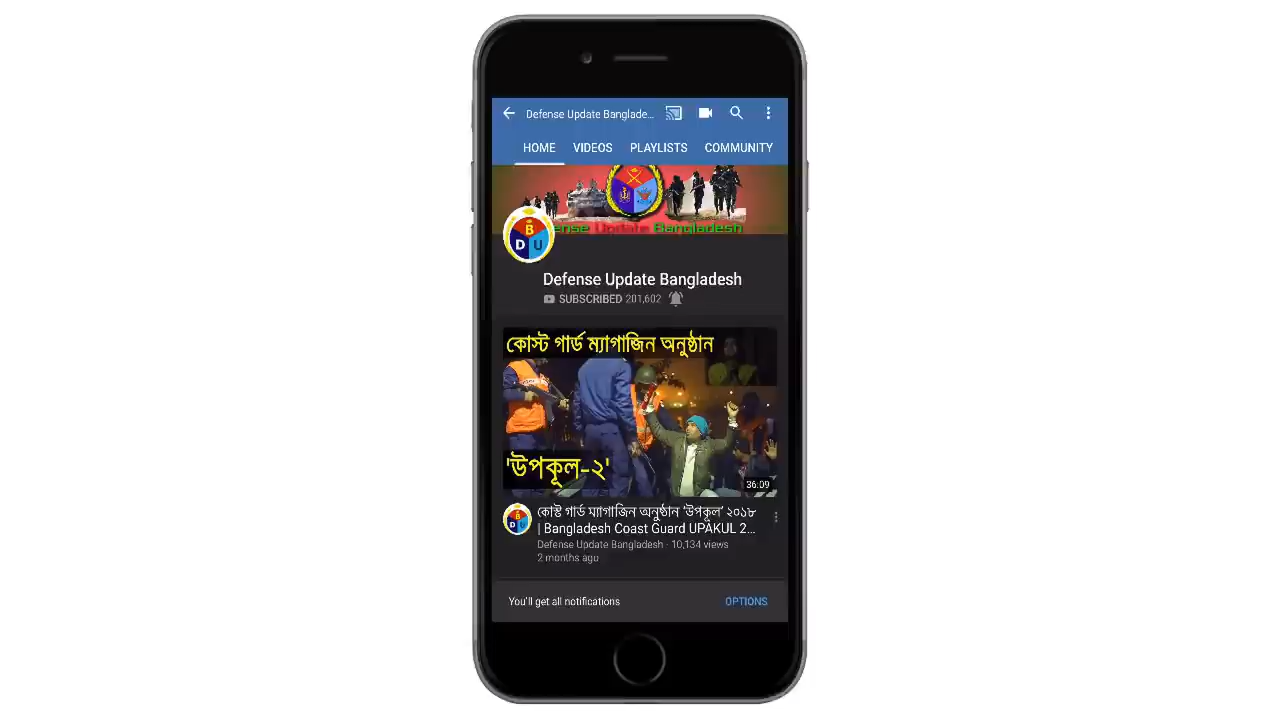 Defense Update Banglade...
HOME VIDEOS PLAYLISTS COMMUNITY
ense Update Bangladesh
B
D U
Defense Update Bangladesh
SUBSCRIBED 201,602
কোস্ট গার্ড ম্যাগাজিন অনুষ্ঠান
'উপকূল-২'
36:09
B
D U
কোষ্ট গার্ড ম্যাগাজিন অনুষ্ঠান 'উপকূল' ২০১৮
| Bangladesh Coast Guard UPAKUL 2...
Defense Update Bangladesh · 10,134 views
2 months ago
You'll get all notifications OPTIONS